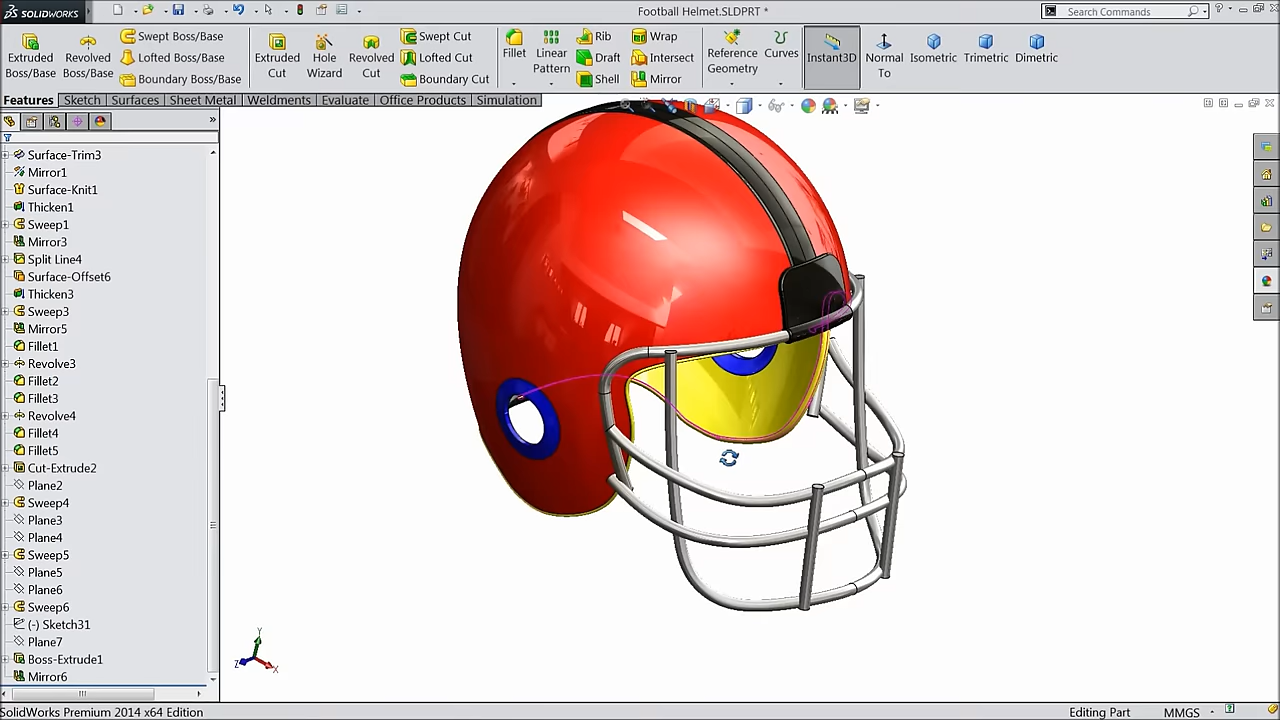 SOLIDWORKS
Football Helmet.SLDPRT *
Search Commands
Extruded Boss/Base
Revolved Boss/Base
Swept Boss/Base
Lofted Boss/Base
Boundary Boss/Base
Extruded Cut
Hole Wizard
Revolved Cut
Swept Cut
Lofted Cut
Boundary Cut
Fillet
Linear Pattern
Rib
Draft
Shell
Wrap
Intersect
Mirror
Reference Geometry
Curves
Instant3D
Normal To
Isometric
Trimetric
Dimetric
Features Sketch Surfaces Sheet Metal Weldments Evaluate Office Products Simulation
Surface-Trim3
Mirror1
Surface-Knit1
Thicken1
Sweep1
Mirror3
Split Line4
Surface-Offset6
Thicken3
Sweep3
Mirror5
Fillet1
Revolve3
Fillet2
Fillet3
Revolve4
Fillet4
Fillet5
Cut-Extrude2
Plane2
Sweep4
Plane3
Plane4
Sweep5
Plane5
Plane6
Sweep6
(-) Sketch31
Plane7
Boss-Extrude1
Mirror6
Y
Z
X
SolidWorks Premium 2014 x64 Edition
Editing Part
MMGS